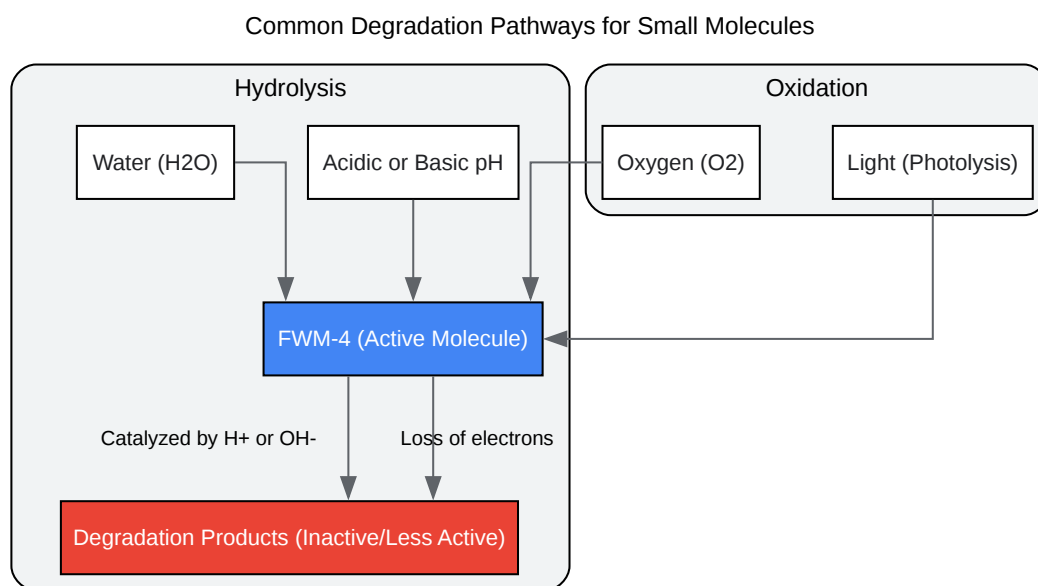 Common Degradation Pathways for Small Molecules
Hydrolysis
Oxidation
Water (H2O)
Acidic or Basic pH
Oxygen (O2)
Light (Photolysis)
FWM-4 (Active Molecule)
Catalyzed by H+ or OH-
Loss of electrons
Degradation Products (Inactive/Less Active)